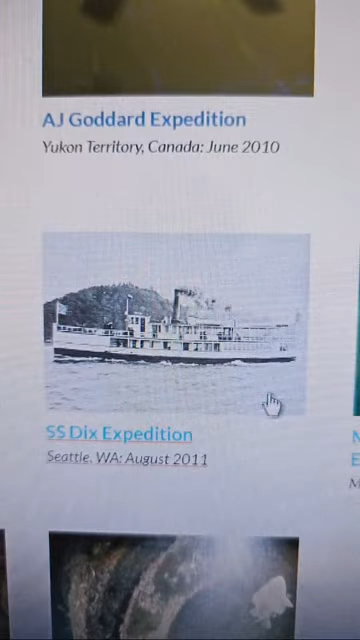 AJ Goddard Expedition
Yukon Territory, Canada: June 2010
SS Dix Expedition
Seattle, WA: August 2011